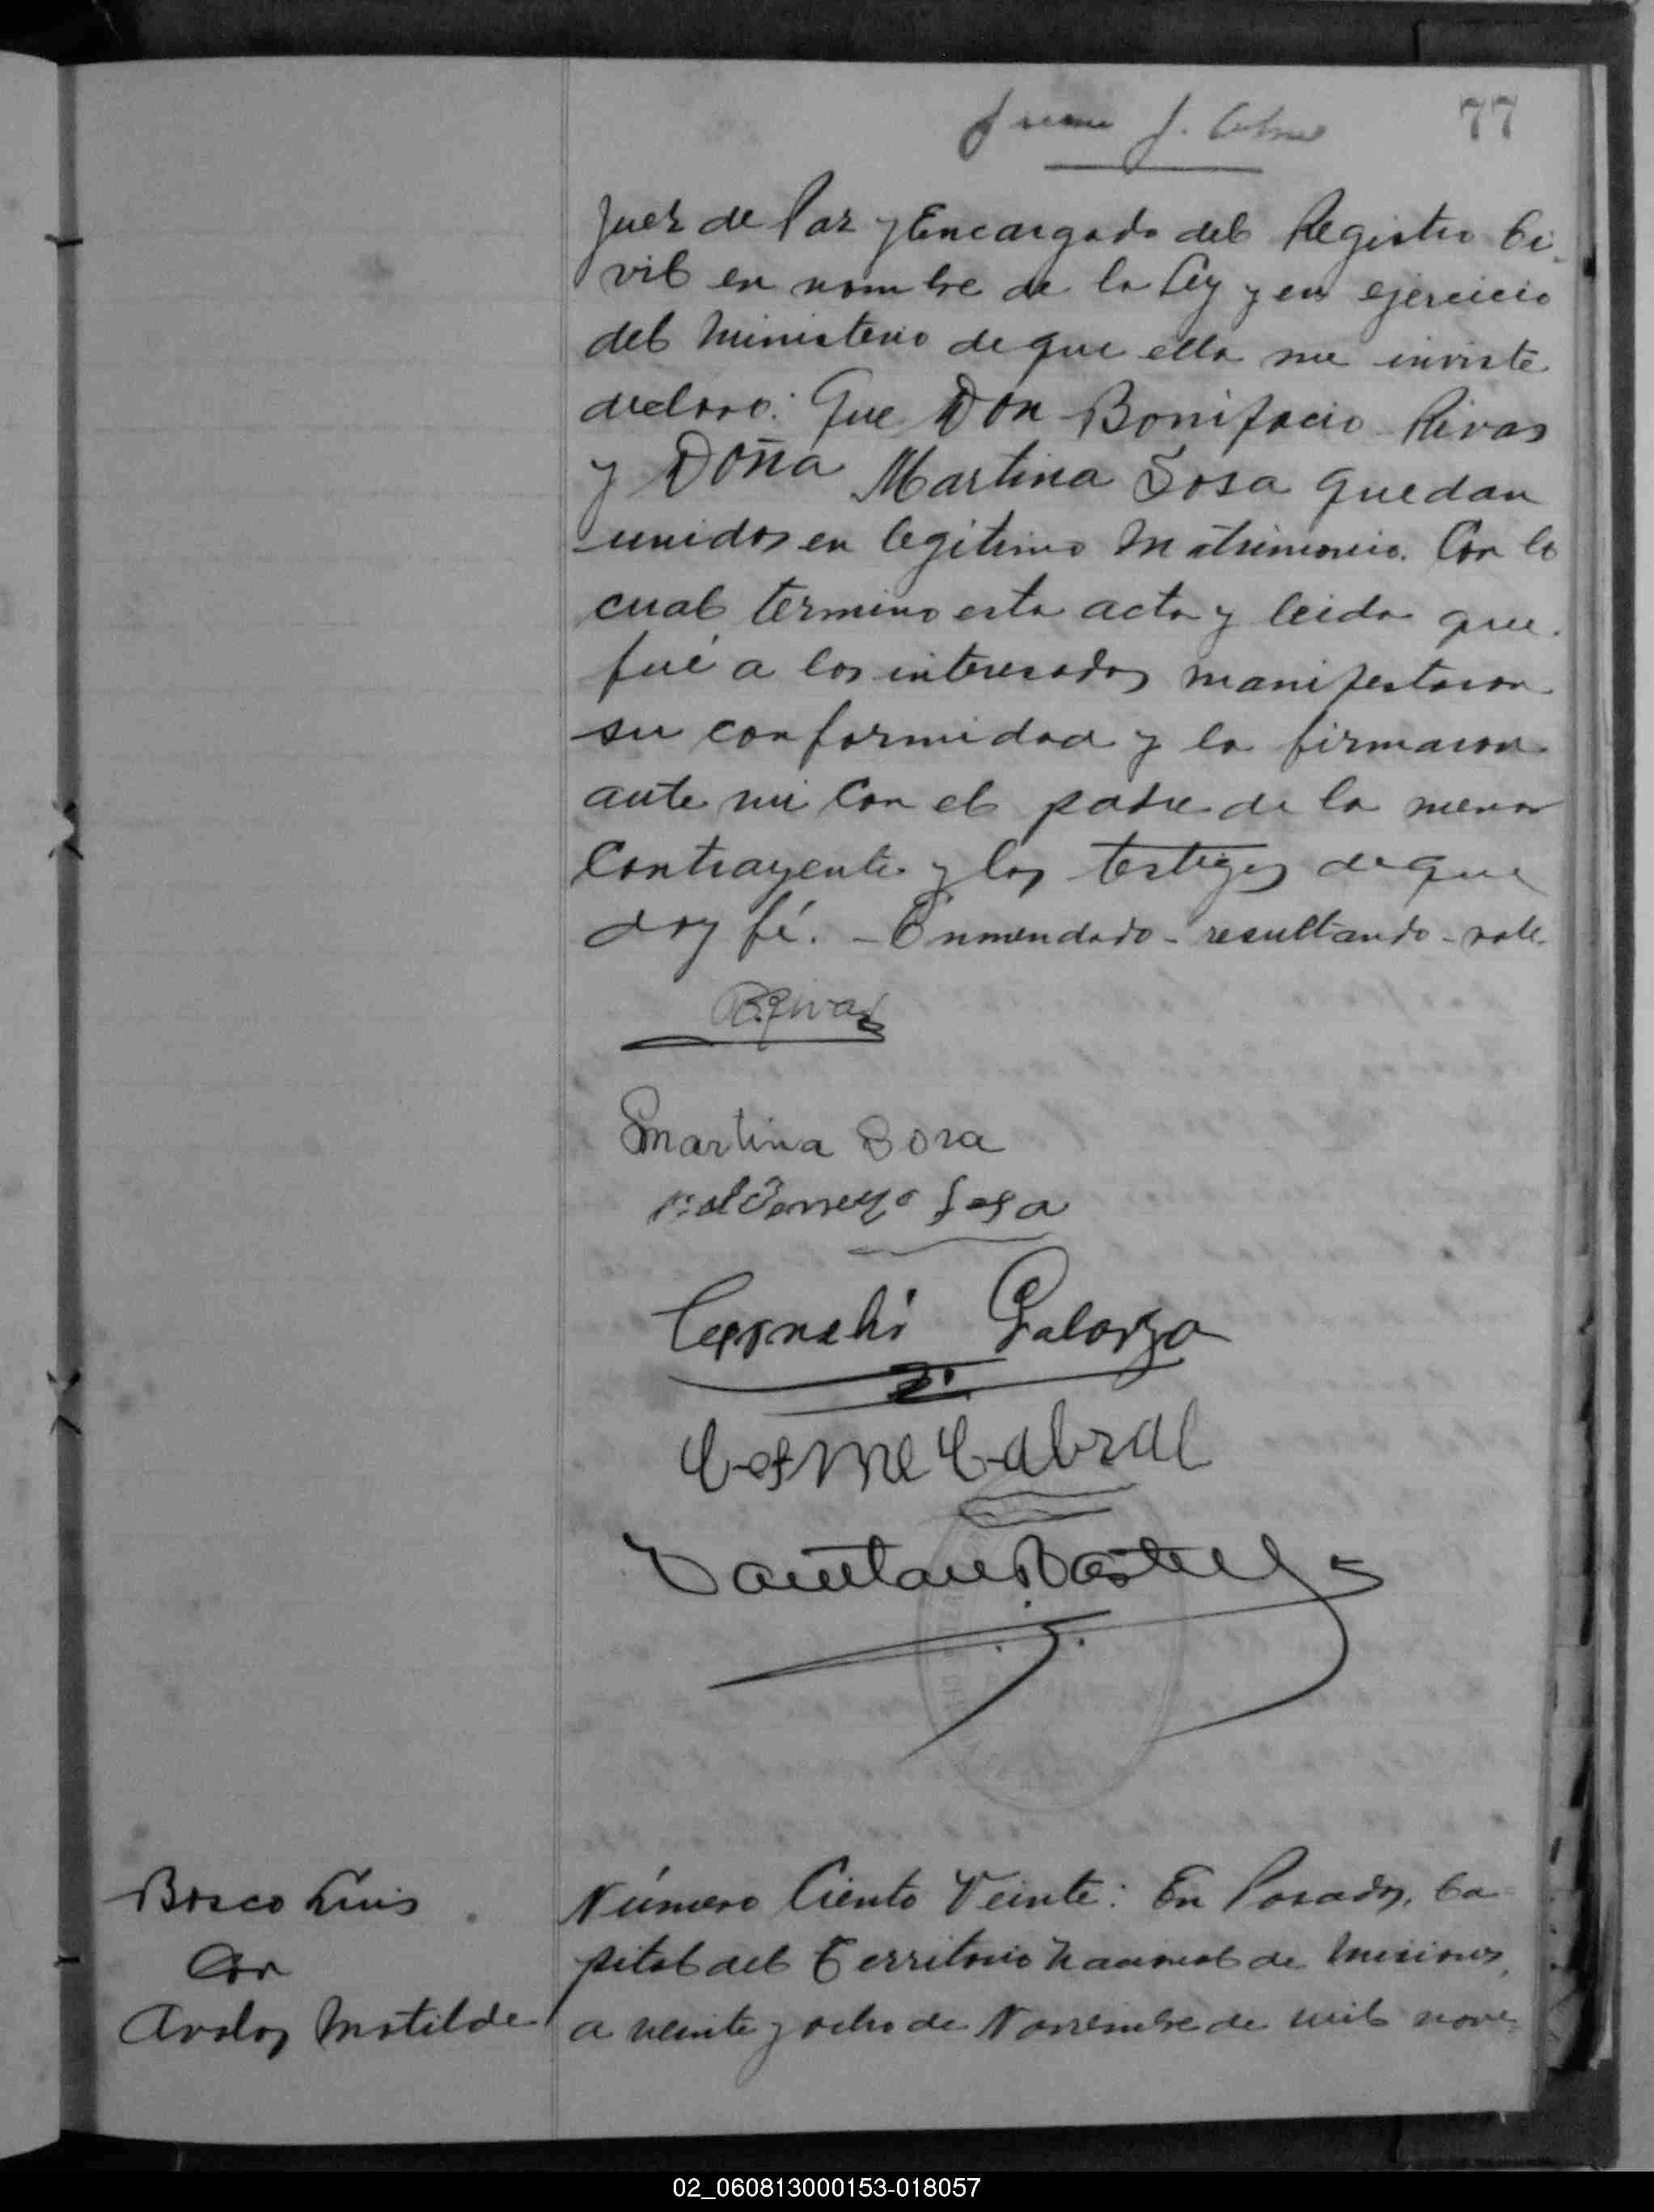 77
Juez de Paz y Encargado del Registro Ci-
vil en nombre de la Ley y en ejercicio
del Ministerio de que ella me inviste
declaro: Que Don Bonifacio Rivas
y Doña Martina Sosa quedan
unidos en legítimo Matrimonio. Con lo
cual termino esta acta y leida que
fué a los interesados manifestaron
su conformidad y la firmaron
ante mi con el padre de la menor
Contrayente y los testigos de que
doy fé. - Enmendado - resultando - vale
B. Rivas
Martina Sosa
Sosa
Galarza
Cosme Cabral
Bosco Luis
Con
Avalos Matilde
Número Ciento Veinte: En Posadas, Ca-
pital del Territorio Nacional de Misiones,
a veinte y ocho de Noviembre de mil nove-
02_060813000153-018057